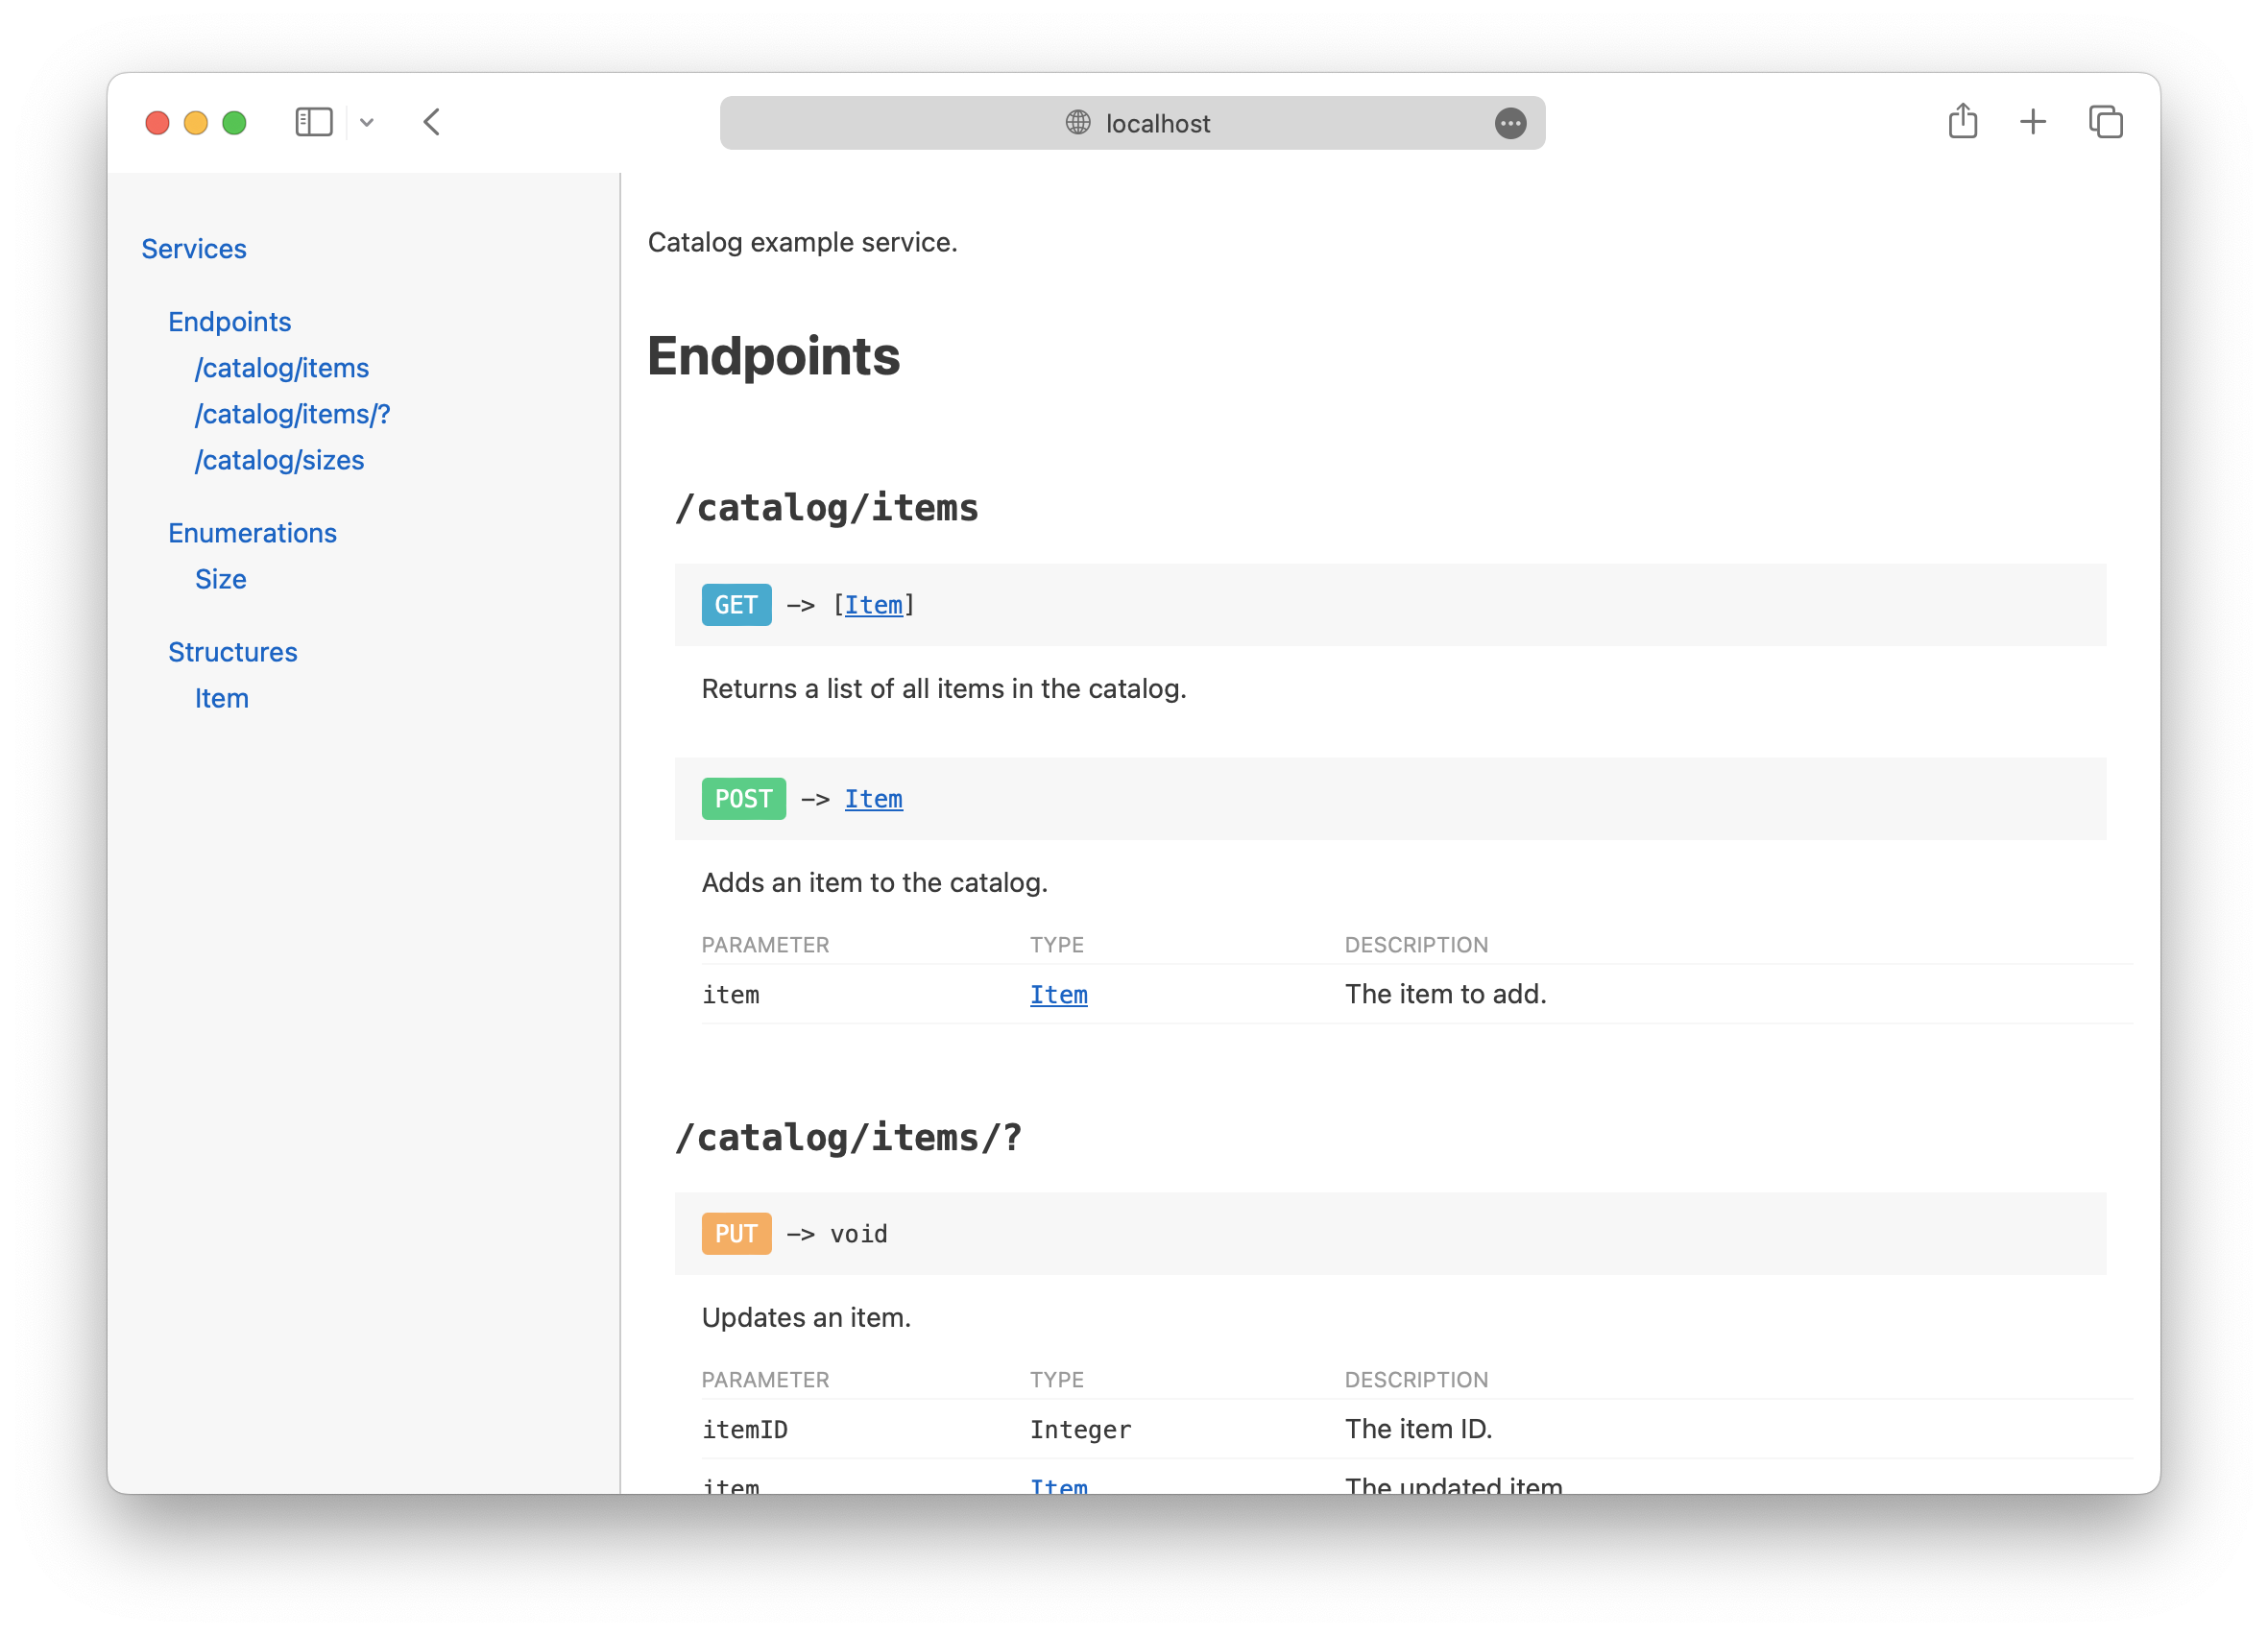 localhost
Services
Endpoints
/catalog/items
/catalog/items/?
/catalog/sizes
Enumerations
Size
Structures
Item
Catalog example service.
Endpoints
/catalog/items
GET -> [Item]
Returns a list of all items in the catalog.
POST -> Item
Adds an item to the catalog.
PARAMETER TYPE DESCRIPTION
item Item The item to add.
/catalog/items/?
PUT -> void
Updates an item.
PARAMETER TYPE DESCRIPTION
itemID Integer The item ID.
item Item The updated item